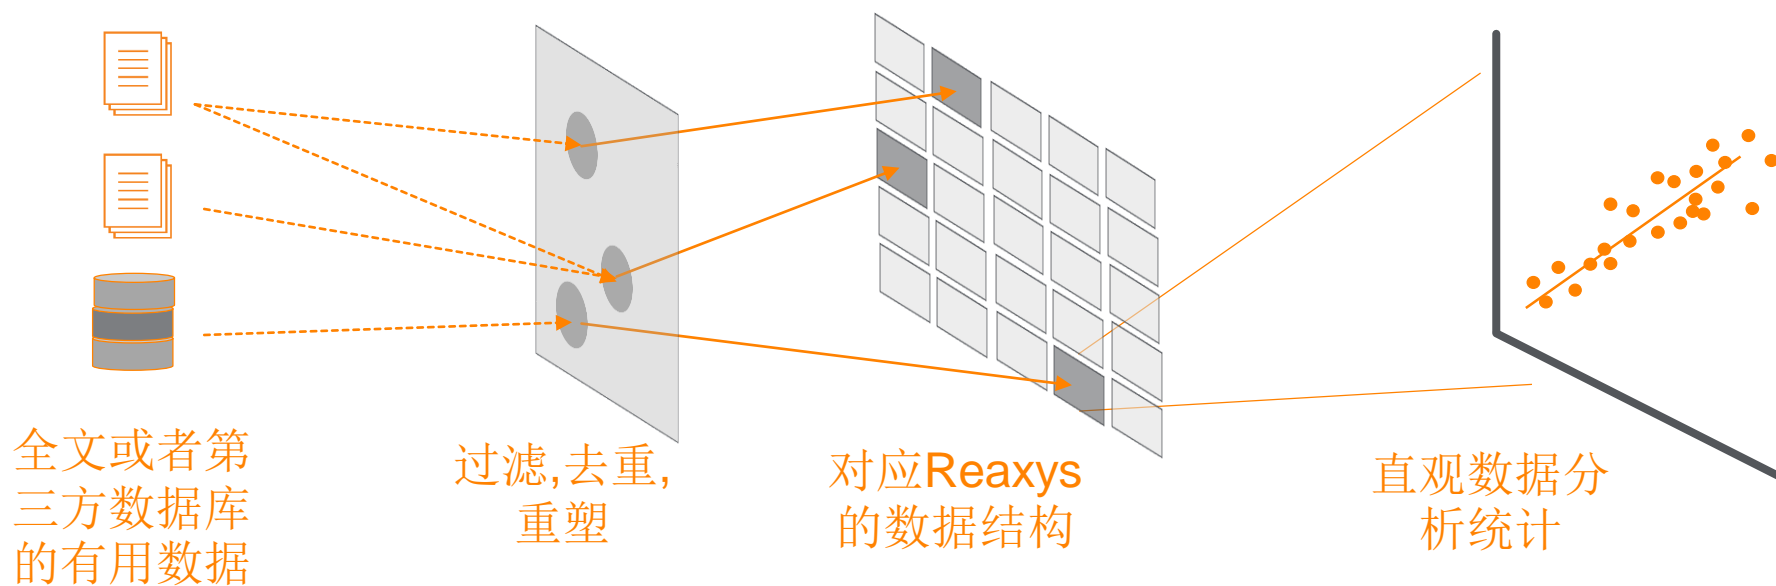 全文或者第
三方数据库
的有用数据
过滤,去重,
重塑
对应Reaxys
的数据结构
直观数据分
析统计